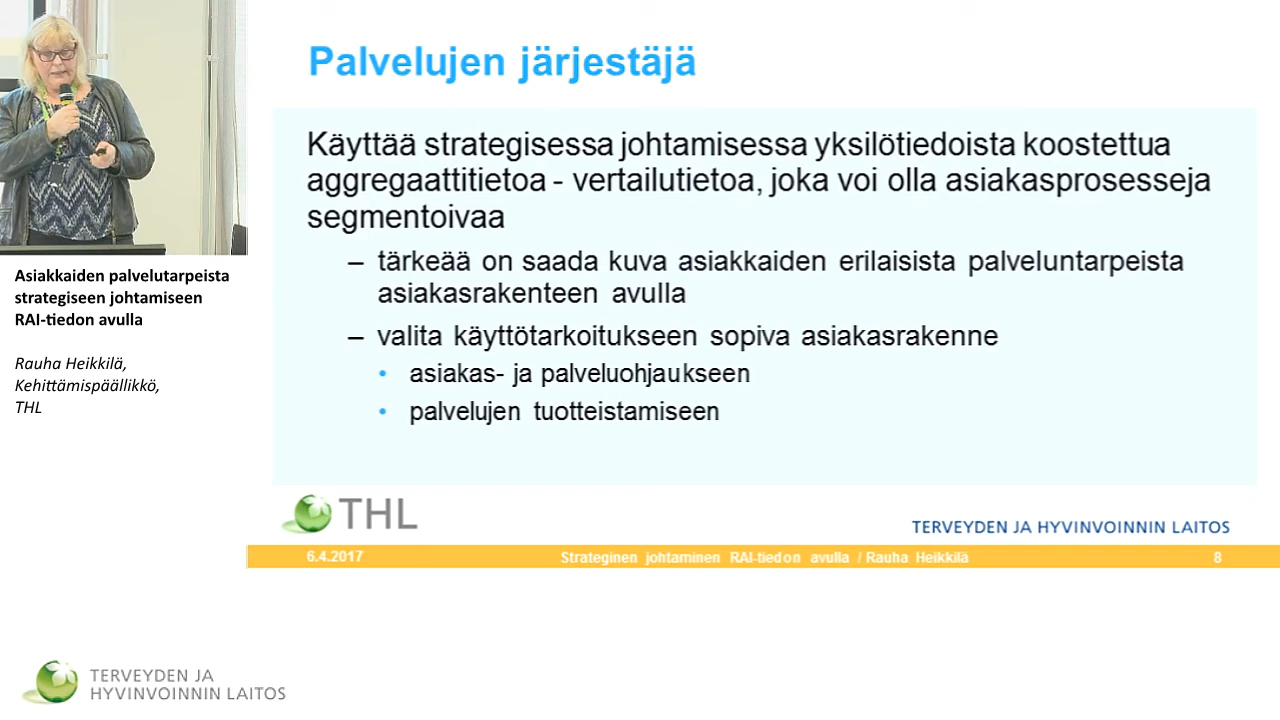 Palvelujen järjestäjä
Käyttää strategisessa johtamisessa yksilötiedoista koostettua
aggregaattitietoa - vertailutietoa, joka voi olla asiakasprosesseja
segmentoivaa
– tärkeää on saada kuva asiakkaiden erilaisista palveluntarpeista
asiakasrakenteen avulla
– valita käyttötarkoitukseen sopiva asiakasrakenne
• asiakas- ja palveluohjaukseen
• palvelujen tuotteistamiseen
THL
TERVEYDEN JA HYVINVOINNIN LAITOS
6.4.2017 Strateginen johtaminen RAI-tiedon avulla / Rauha Heikkilä 8
Asiakkaiden palvelutarpeista
strategiseen johtamiseen
RAI-tiedon avulla
Rauha Heikkilä,
Kehittämispäällikkö,
THL
TERVEYDEN JA
HYVINVOINNIN LAITOS